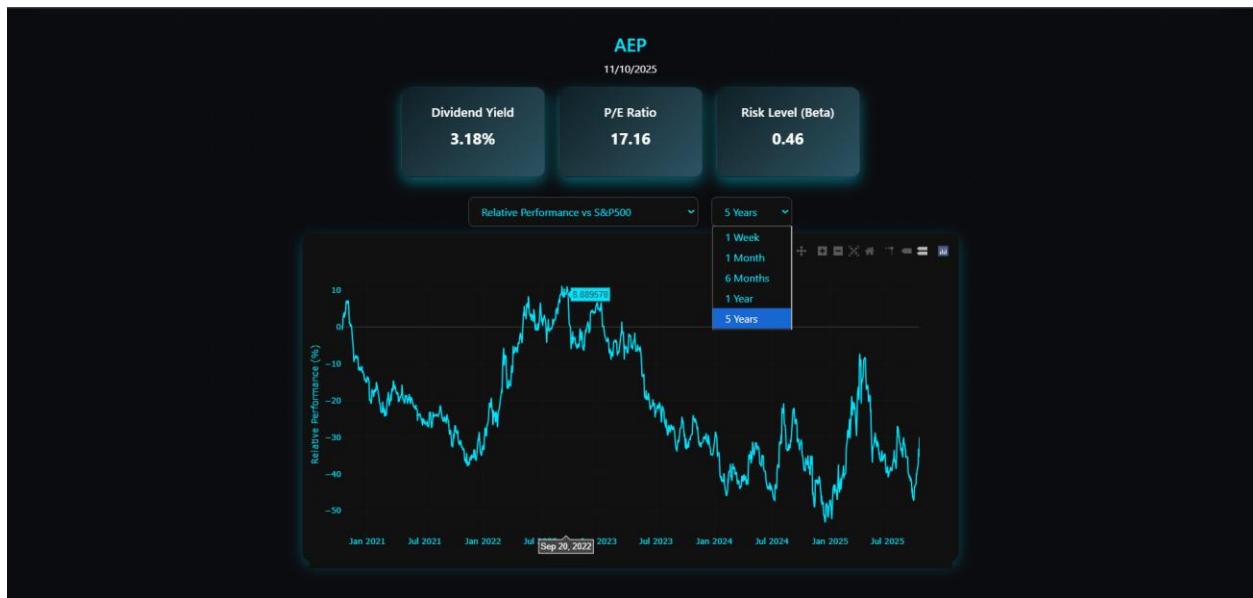 AEP
11/10/2025
Dividend Yield
3.18%
P/E Ratio
17.16
Risk Level (Beta)
0.46
Relative Performance vs S&P500
5 Years
1 Week
1 Month
6 Months
1 Year
5 Years
Relative Performance (%)
10
0
−10
−20
−30
−40
−50
8.889578
Jan 2021
Jul 2021
Jan 2022
Jul
Sep 20, 2022
2023
Jul 2023
Jan 2024
Jul 2024
Jan 2025
Jul 2025